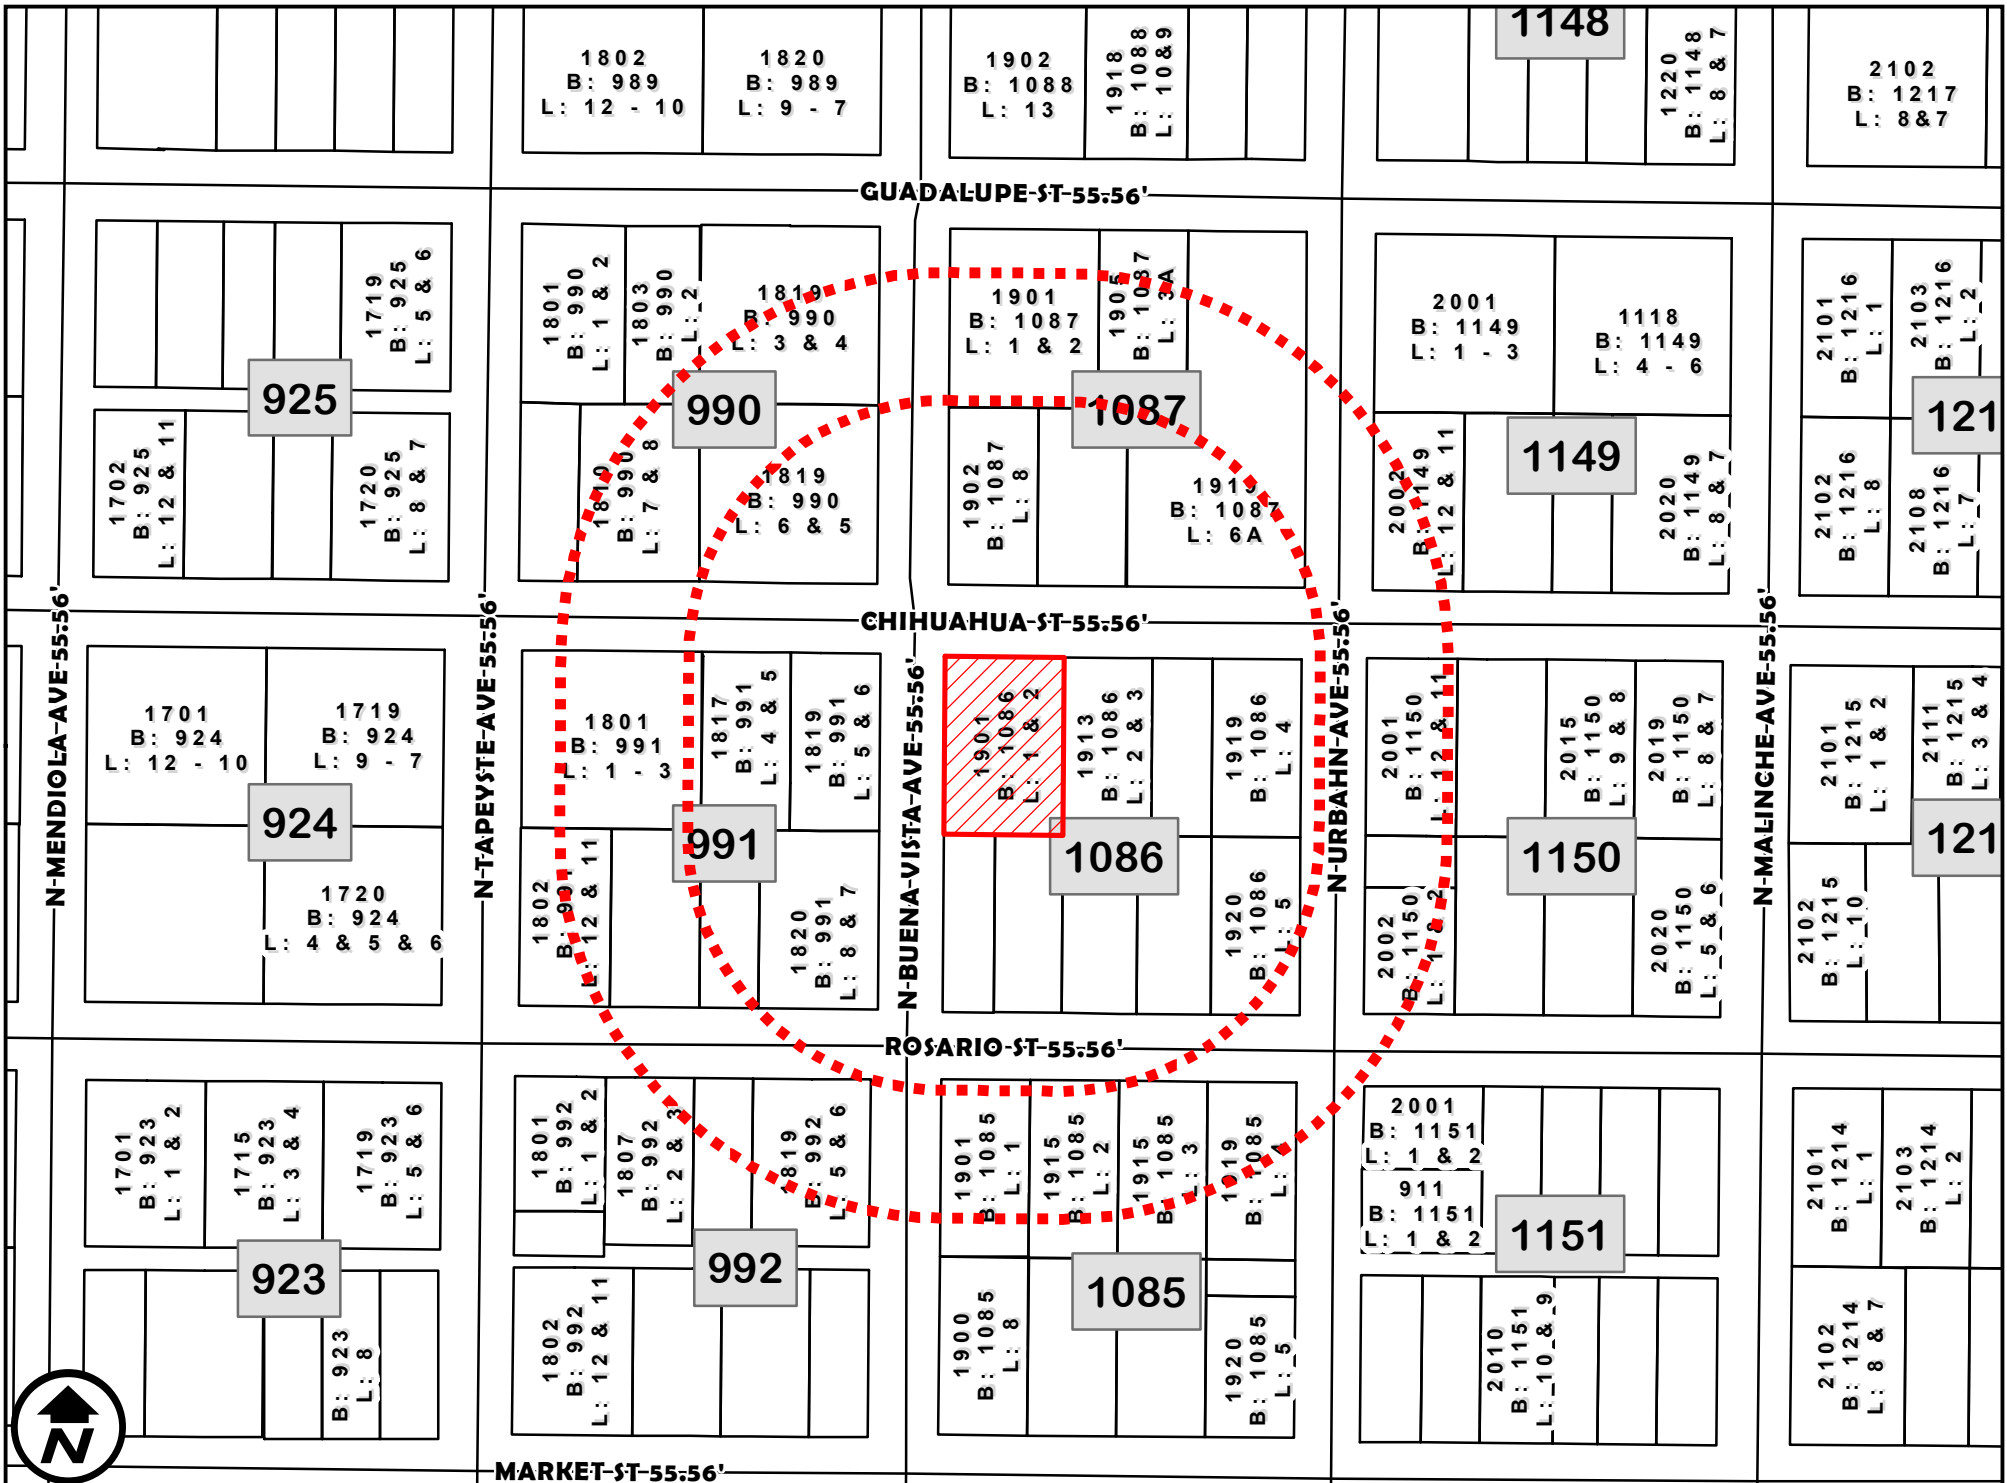 1148
1802
B: 989
L: 12 - 10
1820
B: 989
L: 9 - 7
1902
B: 1088
L: 13
1918
B: 1088
L: 10&9
1220
B: 1148
L: 8 & 7
2102
B: 1217
L: 8&7
GUADALUPE ST 55.56'
1719
B: 925
L: 5 & 6
925
1702
B: 925
L: 12 & 11
1720
B: 925
L: 8 & 7
1801
B: 990
L: 1 & 2
1803
B: 990
L: 2
1819
B: 990
L: 3 & 4
990
1810
B: 990
L: 7 & 8
1819
B: 990
L: 6 & 5
1901
B: 1087
L: 1 & 2
1905
B: 1087
L: 3A
1087
1902
B: 1087
L: 8
1919
B: 1087
L: 6A
2001
B: 1149
L: 1 - 3
1118
B: 1149
L: 4 - 6
1149
2002
B: 1149
L: 12 & 11
2020
B: 1149
L: 8 & 7
2101
B: 1216
L: 1
2103
B: 1216
L: 2
121
2102
B: 1216
L: 8
2108
B: 1216
L: 7
CHIHUAHUA ST 55.56'
N MENDIOLA AVE 55.56'
N TAPEYSTE AVE 55.56'
N BUENA VISTA AVE 55.56'
N URBAHN AVE 55.56'
N MALINCHE AVE 55.56'
1701
B: 924
L: 12 - 10
1719
B: 924
L: 9 - 7
924
1720
B: 924
L: 4 & 5 & 6
1801
B: 991
L: 1 - 3
1817
B: 991
L: 4 & 5
1819
B: 991
L: 5 & 6
991
1802
B: 991
L: 12 & 11
1820
B: 991
L: 8 & 7
1901
B: 1086
L: 1 & 2
1913
B: 1086
L: 2 & 3
1919
B: 1086
L: 4
1086
1920
B: 1086
L: 5
2001
B: 1150
L: 12 & 11
2015
B: 1150
L: 9 & 8
2019
B: 1150
L: 8 & 7
1150
2002
B: 1150
L: 1 & 2
2020
B: 1150
L: 5 & 6
2101
B: 1215
L: 1 & 2
2111
B: 1215
L: 3 & 4
121
2102
B: 1215
L: 10
ROSARIO ST 55.56'
1701
B: 923
L: 1 & 2
1715
B: 923
L: 3 & 4
1719
B: 923
L: 5 & 6
923
B: 923
L: 8
1801
B: 992
L: 1 & 2
1807
B: 992
L: 2 & 3
1819
B: 992
L: 5 & 6
992
1802
B: 992
L: 12 & 11
1901
B: 1085
L: 1
1915
B: 1085
L: 2
1915
B: 1085
L: 3
1919
B: 1085
L: 4
1085
1900
B: 1085
L: 8
1920
B: 1085
L: 5
2001
B: 1151
L: 1 & 2
911
B: 1151
L: 1 & 2
1151
2010
B: 1151
L: 10 & 9
2101
B: 1214
L: 1
2103
B: 1214
L: 2
2102
B: 1214
L: 8 & 7
N
MARKET ST 55.56'